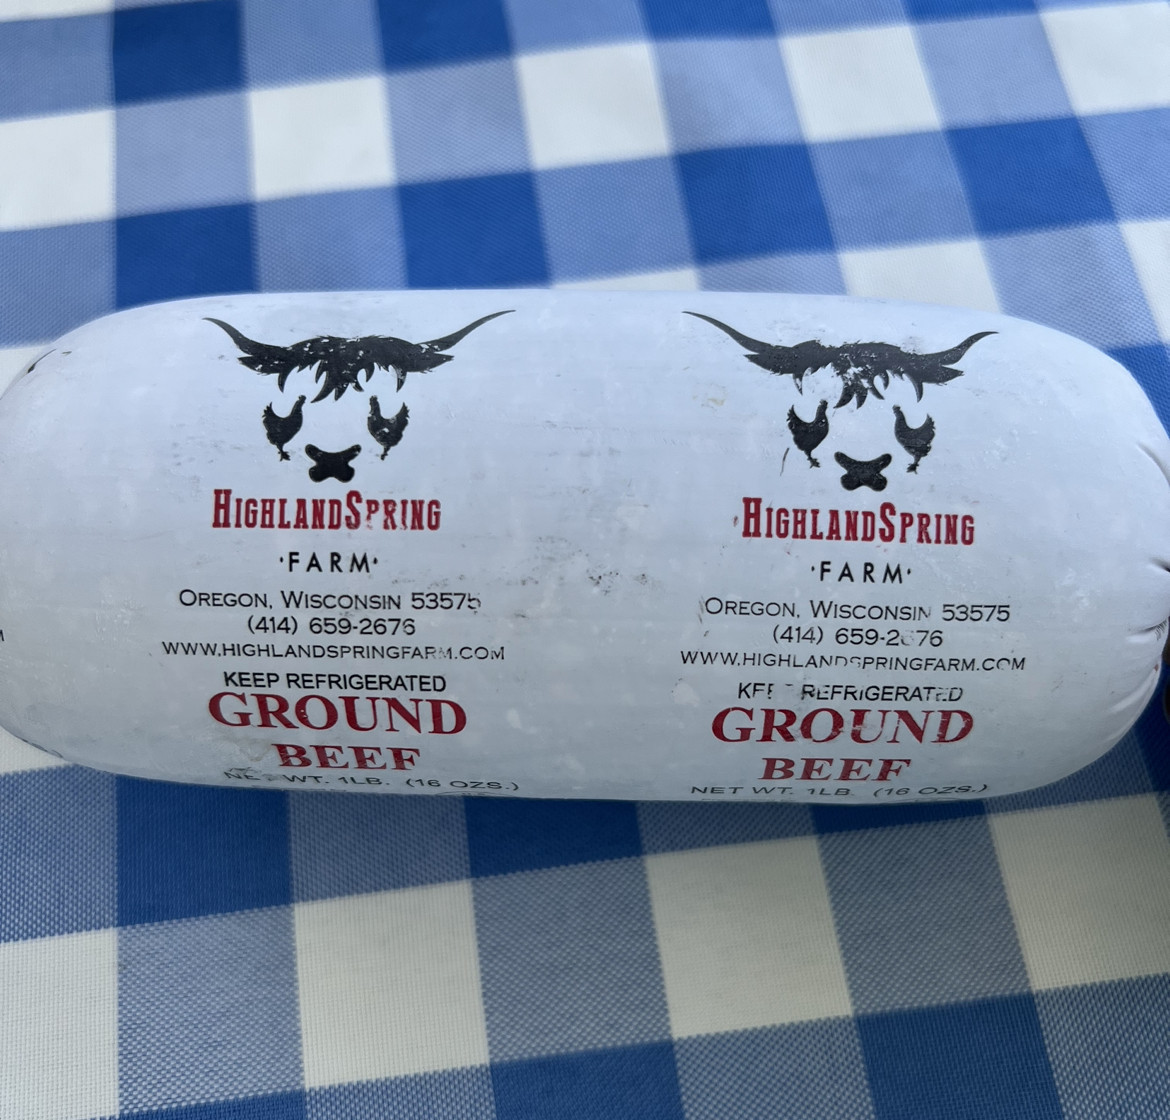 HIGHLANDSPRING
·FARM·
OREGON, WISCONSIN 53575
(414) 659-2676
WWW.HIGHLANDSPRINGFARM.COM
KEEP REFRIGERATED
GROUND
BEEF
NET WT. 1LB. (16 OZS.)
HIGHLANDSPRING
·FARM·
OREGON, WISCONSIN 53575
(414) 659-2676
WWW.HIGHLANDSPRINGFARM.COM
KEEP REFRIGERATED
GROUND
BEEF
NET WT. 1LB. (16 OZS.)